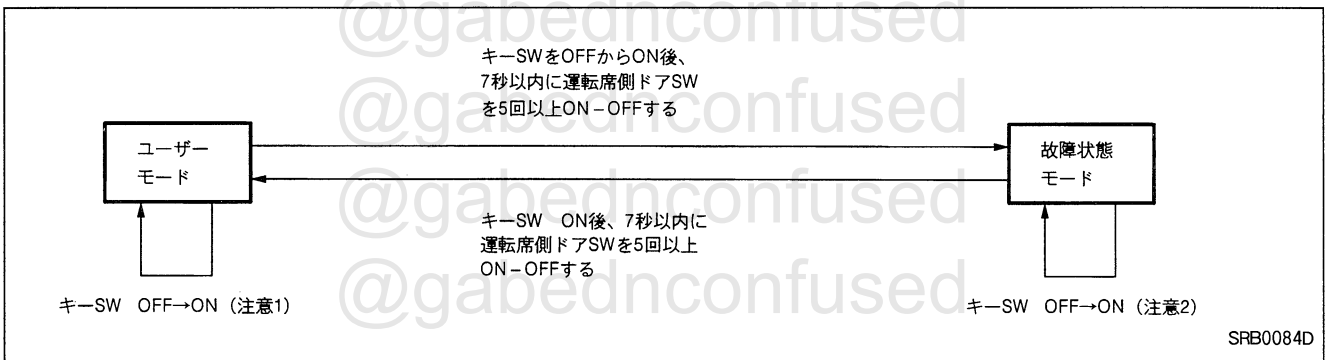 @gabednconfused
キーSWをOFFからON後、
7秒以内に運転席側ドアSW
を5回以上ON－OFFする
@gabednconfused
ユーザー
モード
故障状態
モード
@gabednconfused
キーSW　ON後、7秒以内に
運転席側ドアSWを5回以上
ON－OFFする
@gabednconfused
キーSW　OFF→ON（注意1）
キーSW　OFF→ON（注意2）
SRB0084D